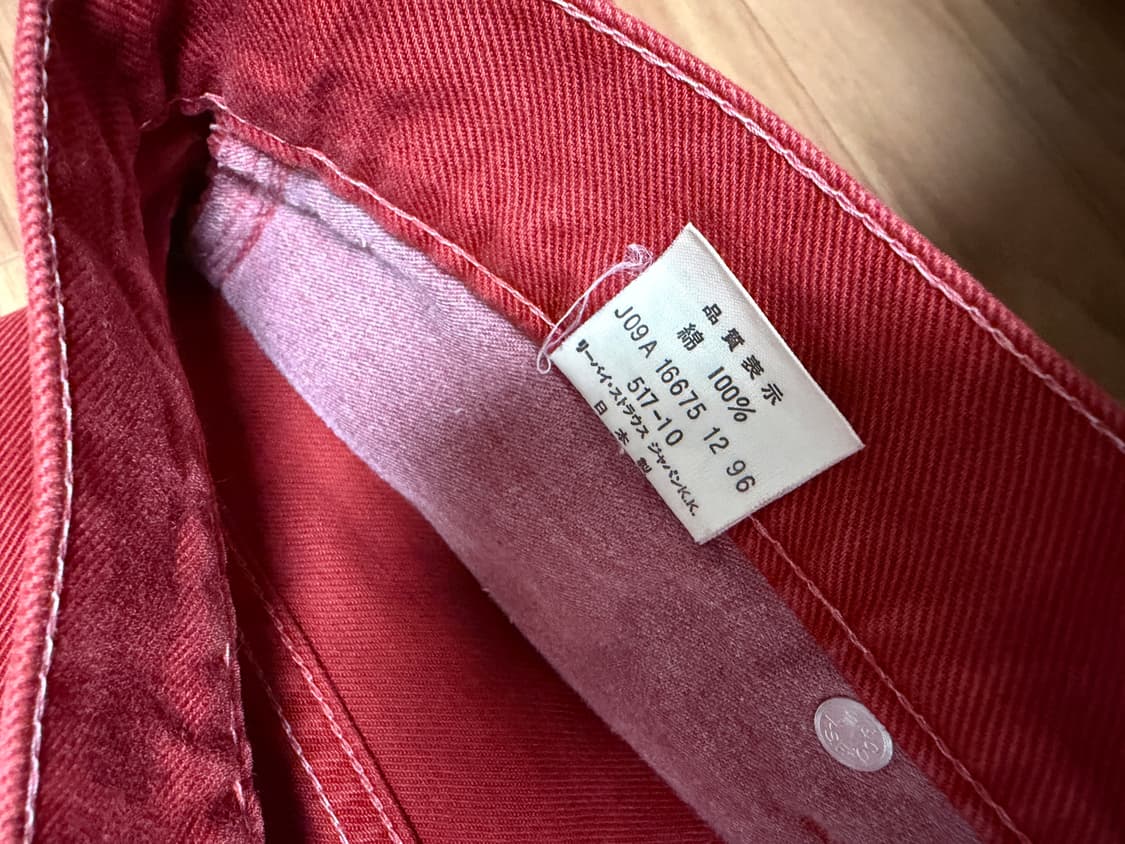 品質表示
綿 100%
J09A 16675 12 96
517-10
リーバイ・ストラウス ジャパンK.K.
日本製